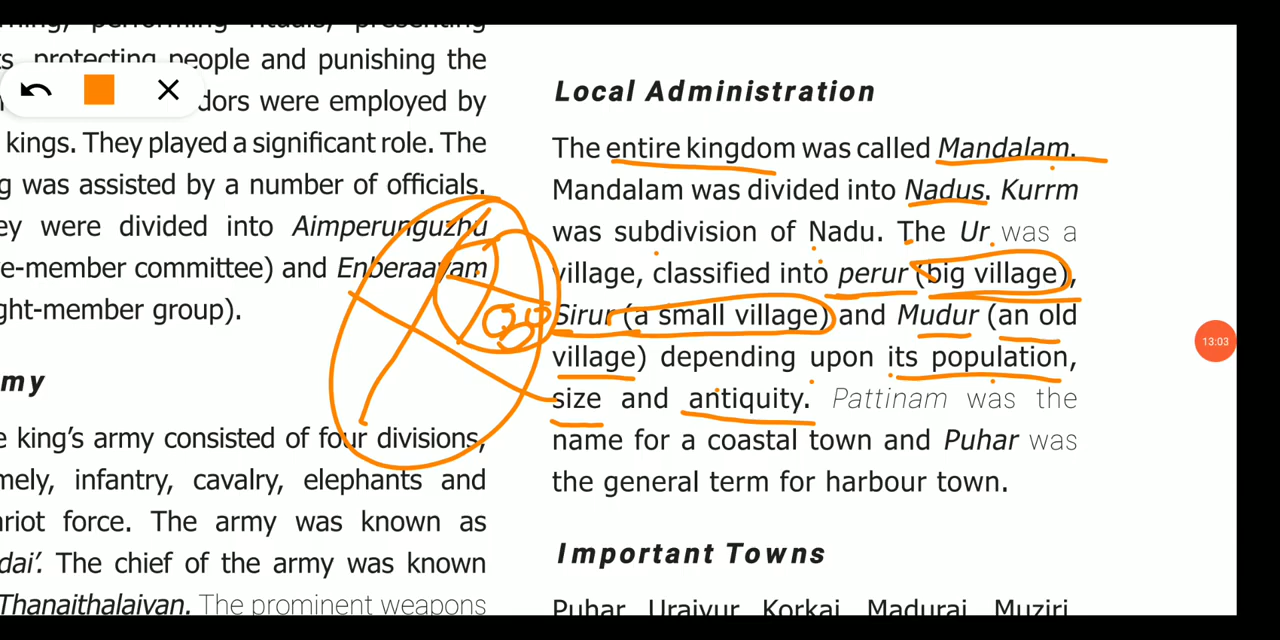 rning, performing rituals, presenting
ts, protecting people and punishing the
dors were employed by
kings. They played a significant role. The
g was assisted by a number of officials.
ey were divided into Aimperunguzhu
e-member committee) and Enberaayam
ght-member group).
my
e king's army consisted of four divisions,
mely, infantry, cavalry, elephants and
ariot force. The army was known as
dai'. The chief of the army was known
Thanaithalaivan. The prominent weapons
Local Administration
The entire kingdom was called Mandalam.
Mandalam was divided into Nadus. Kurrm
was subdivision of Nadu. The Ur was a
village, classified into perur (big village),
Sirur (a small village) and Mudur (an old
village) depending upon its population,
size and antiquity. Pattinam was the
name for a coastal town and Puhar was
the general term for harbour town.
Important Towns
Puhar, Uraiyur, Korkai, Madurai, Muziri,
13:03